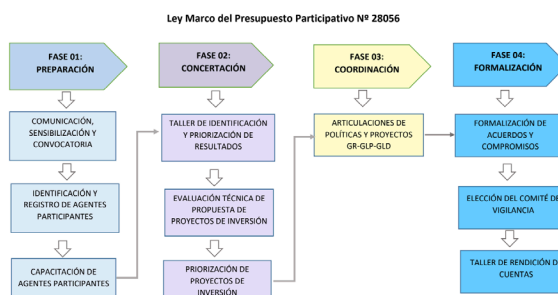 Ley Marco del Presupuesto Participativo Nº 28056
FASE 01:
PREPARACIÓN
COMUNICACIÓN,
SENSIBILIZACIÓN Y
CONVOCATORIA
IDENTIFICACIÓN Y
REGISTRO DE AGENTES
PARTICIPANTES
CAPACITACIÓN DE
AGENTES PARTICIPANTES
FASE 02:
CONCERTACIÓN
TALLER DE IDENTIFICACIÓN
Y PRIORIZACIÓN DE
RESULTADOS
EVALUACIÓN TÉCNICA DE
PROPUESTA DE
PROYECTOS DE INVERSIÓN
PRIORIZACIÓN DE
PROYECTOS DE
INVERSIÓN
FASE 03:
COORDINACIÓN
ARTICULACIONES DE
POLÍTICAS Y PROYECTOS
GR-GLP-GLD
FASE 04:
FORMALIZACIÓN
FORMALIZACIÓN DE
ACUERDOS Y
COMPROMISOS
ELECCIÓN DEL COMITÉ DE
VIGILANCIA
TALLER DE RENDICIÓN DE
CUENTAS